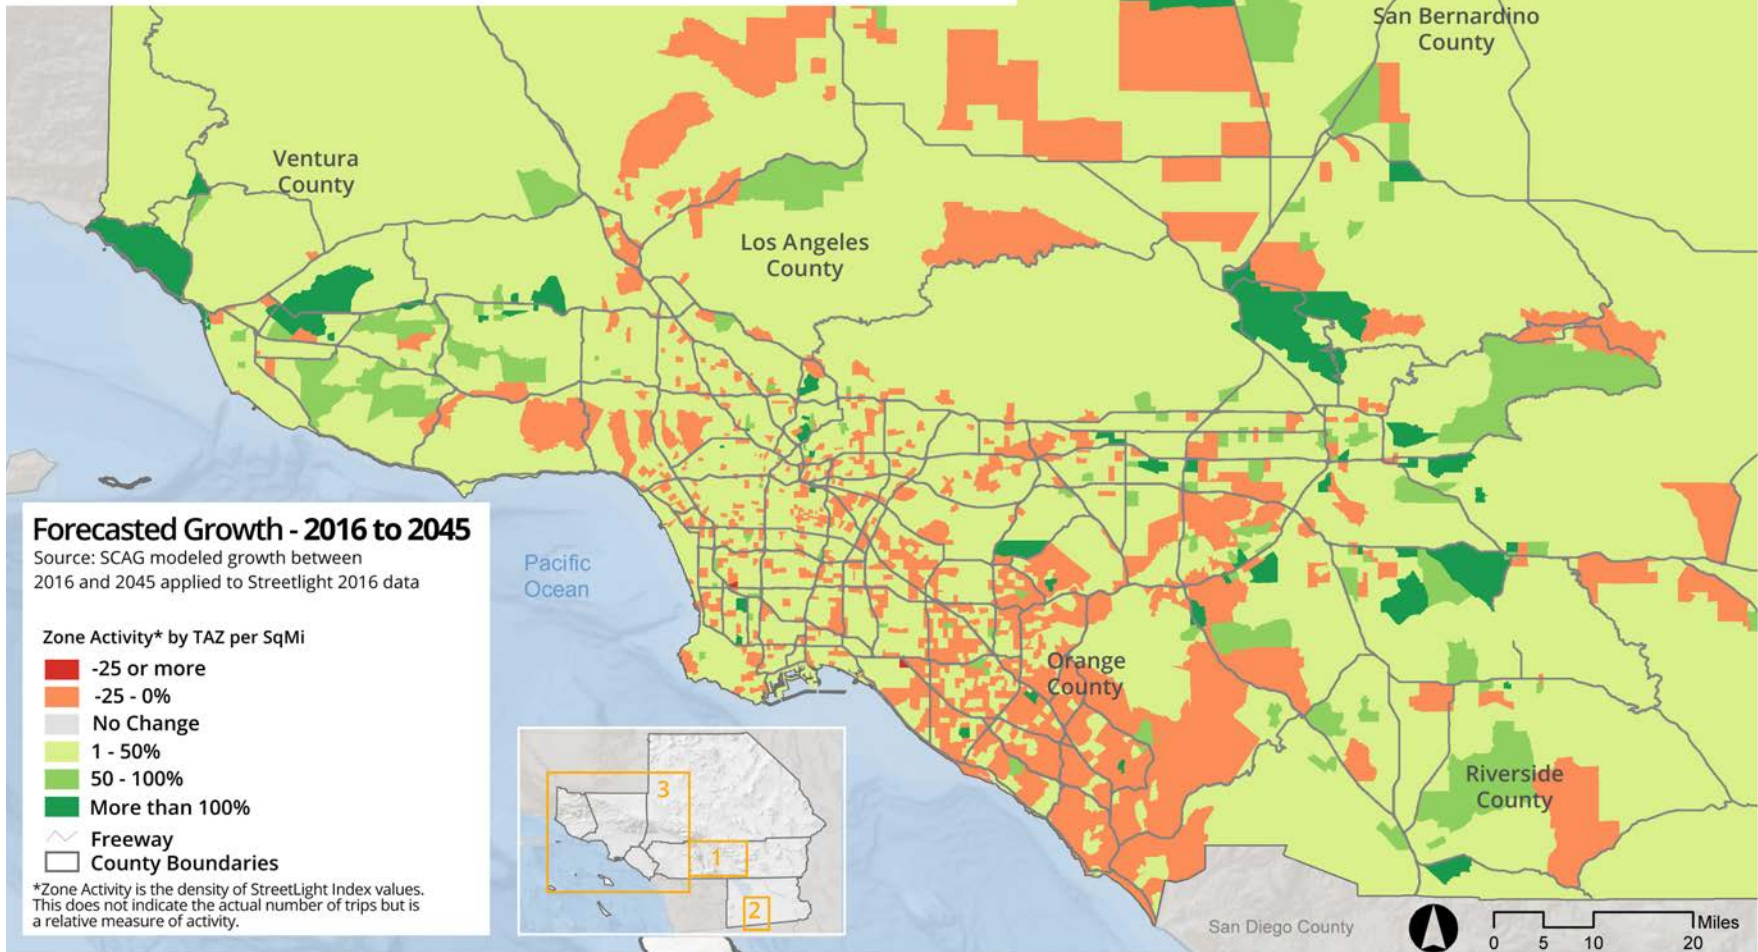 San Bernardino
County
Ventura
County
Los Angeles
County
Forecasted Growth - 2016 to 2045
Source: SCAG modeled growth between
2016 and 2045 applied to Streetlight 2016 data
Pacific
Ocean
Zone Activity* by TAZ per SqMi
-25 or more
-25 - 0%
No Change
1 - 50%
50 - 100%
More than 100%
Freeway
County Boundaries
*Zone Activity is the density of StreetLight Index values.
This does not indicate the actual number of trips but is
a relative measure of activity.
Orange
County
3
1
2
Riverside
County
San Diego County
Miles
0 5 10 20